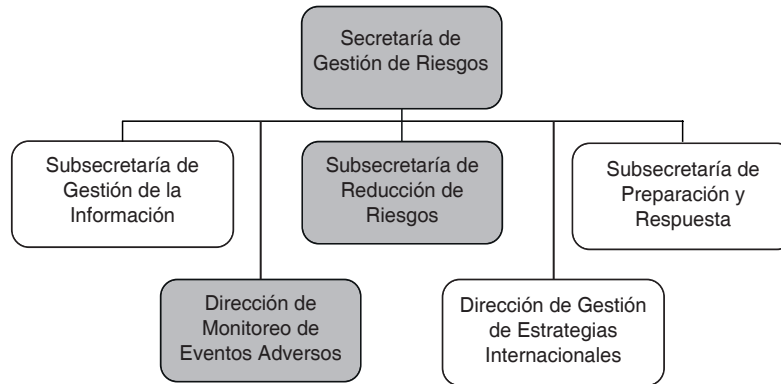 Secretaría de
Gestión de Riesgos
Subsecretaría de
Gestión de la
Información
Subsecretaría de
Reducción de
Riesgos
Subsecretaría de
Preparación y
Respuesta
Dirección de
Monitoreo de
Eventos Adversos
Dirección de Gestión
de Estrategias
Internacionales